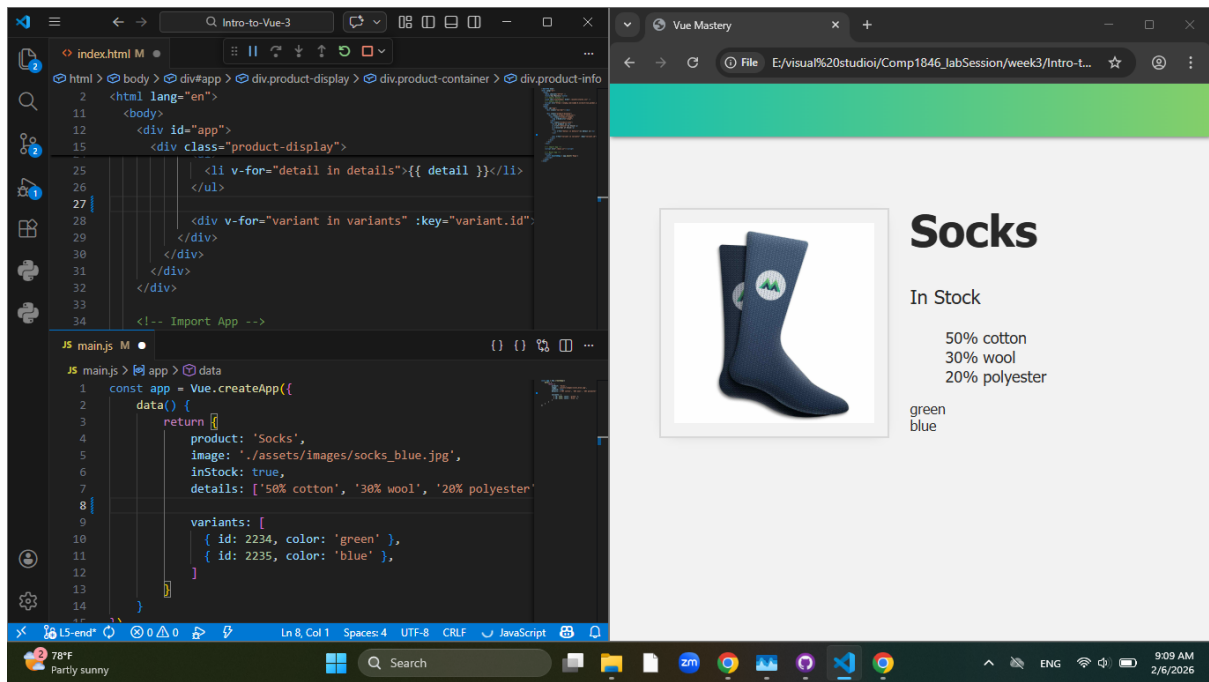 Intro-to-Vue-3
index.html M
html > body > div#app > div.product-display > div.product-container > div.product-info
2 <html lang="en">
11 <body>
12 <div id="app">
15 <div class="product-display">
25 <li v-for="detail in details">{{ detail }}</li>
26 </ul>
27
28 <div v-for="variant in variants" :key="variant.id">
29 </div>
30 </div>
31 </div>
32 </div>
33
34 <!-- Import App -->
JS main.js M
JS main.js > app > data
1 const app = Vue.createApp({
2 data() {
3 return {
4 product: 'Socks',
5 image: './assets/images/socks_blue.jpg',
6 inStock: true,
7 details: ['50% cotton', '30% wool', '20% polyester'
8
9 variants: [
10 { id: 2234, color: 'green' },
11 { id: 2235, color: 'blue' },
12 ]
13 }
14 }
L5-end* 0 0 Ln 8, Col 1 Spaces: 4 UTF-8 CRLF JavaScript
Vue Mastery
File E:/visual%20studioi/Comp1846_labSession/week3/Intro-t...
Socks
In Stock
50% cotton
30% wool
20% polyester
green
blue
2
2
1
2 78°F
Partly sunny
Search
zm
ENG
9:09 AM
2/6/2026